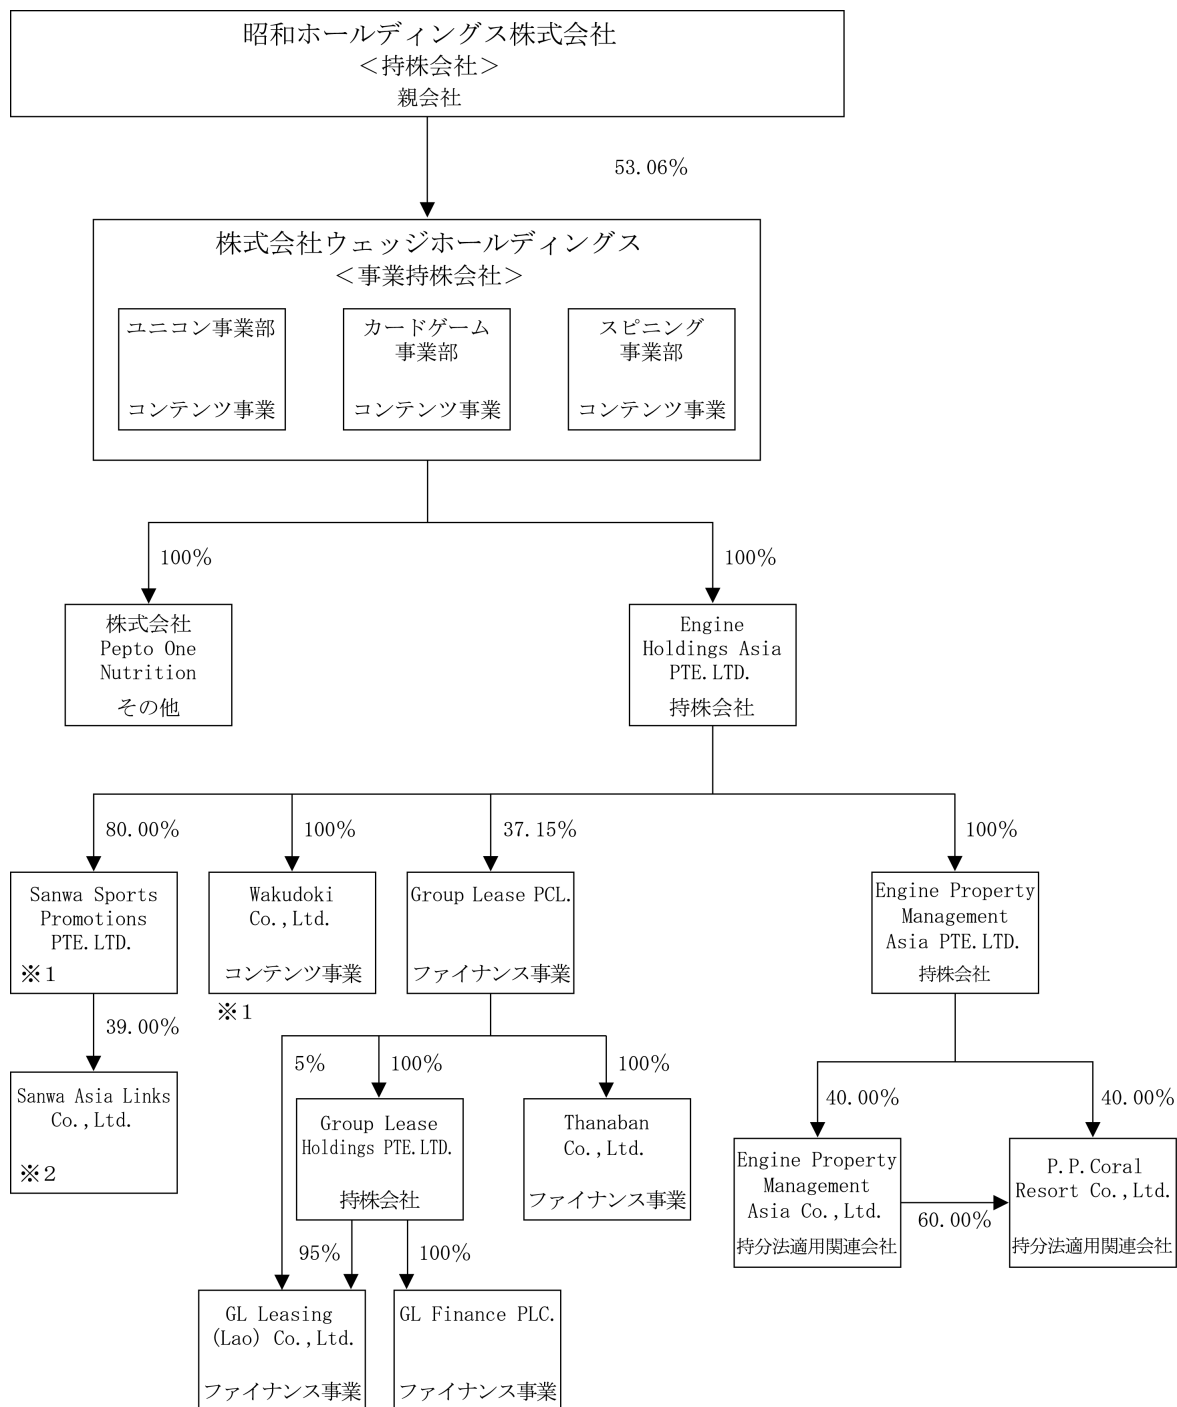 昭和ホールディングス株式会社
＜持株会社＞
親会社
53.06%
株式会社ウェッジホールディングス
＜事業持株会社＞
ユニコン事業部
コンテンツ事業
カードゲーム
事業部
コンテンツ事業
スピニング
事業部
コンテンツ事業
100%
100%
株式会社
Pepto One
Nutrition
その他
Engine
Holdings Asia
PTE.LTD.
持株会社
80.00%
100%
37.15%
100%
Sanwa Sports
Promotions
PTE.LTD.
※1
Wakudoki
Co.,Ltd.
コンテンツ事業
※1
Group Lease PCL.
ファイナンス事業
Engine Property
Management
Asia PTE.LTD.
持株会社
39.00%
5%
100%
100%
40.00%
40.00%
Sanwa Asia Links
Co.,Ltd.
※2
Group Lease
Holdings PTE.LTD.
持株会社
Thanaban
Co.,Ltd.
ファイナンス事業
Engine Property
Management
Asia Co.,Ltd.
持分法適用関連会社
60.00%
P.P.Coral
Resort Co.,Ltd.
持分法適用関連会社
95%
100%
GL Leasing
(Lao) Co.,Ltd.
ファイナンス事業
GL Finance PLC.
ファイナンス事業